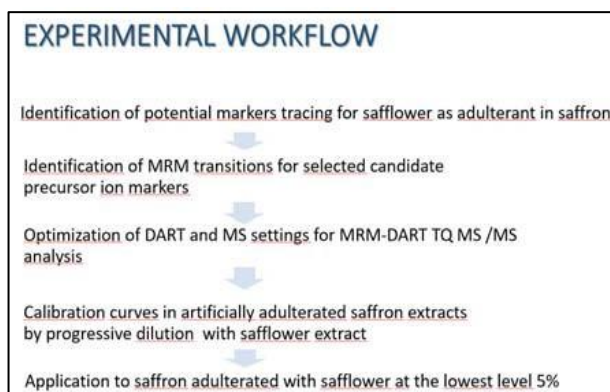 EXPERIMENTAL WORKFLOW
Identification of potential markers tracing for safflower as adulterant in saffron
Identification of MRM transitions for selected candidate
precursor ion markers
Optimization of DART and MS settings for MRM-DART TQ MS /MS
analysis
Calibration curves in artificially adulterated saffron extracts
by progressive dilution with safflower extract
Application to saffron adulterated with safflower at the lowest level 5%